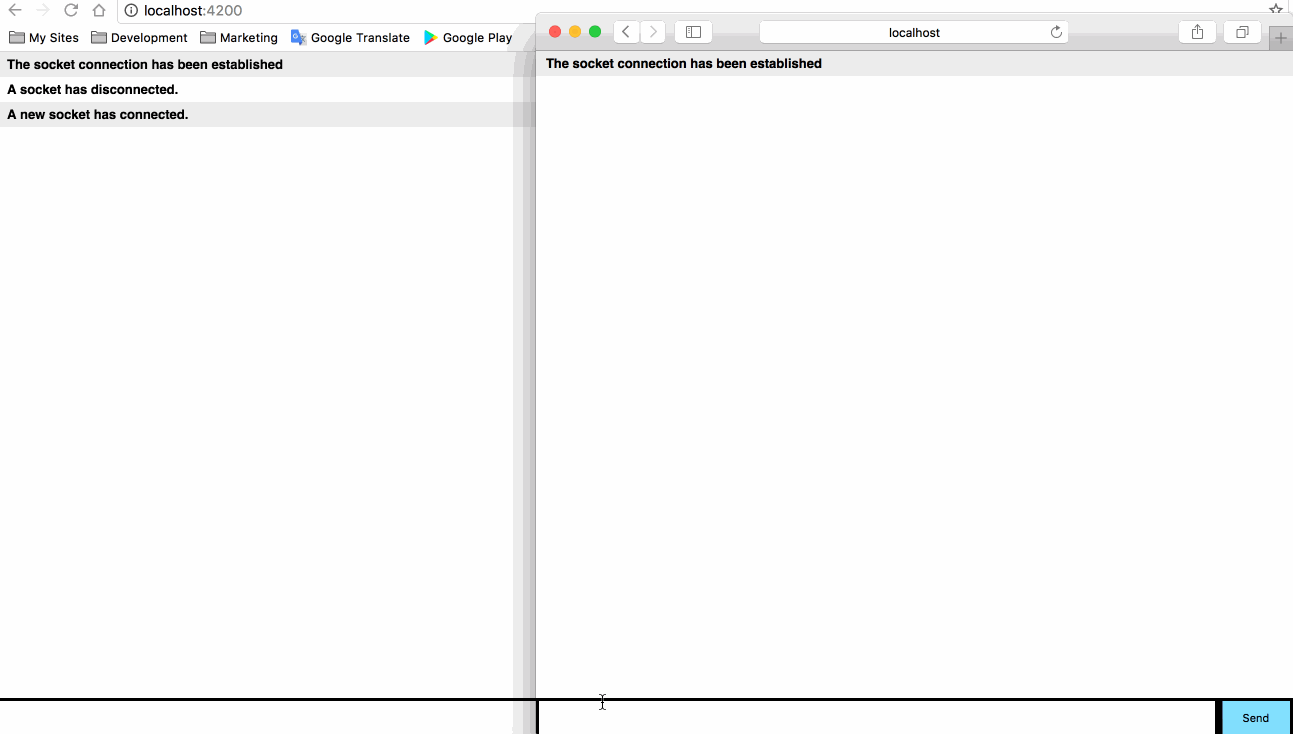 localhost:4200
My Sites Development Marketing Google Translate Google Play
The socket connection has been established
A socket has disconnected.
A new socket has connected.
localhost
The socket connection has been established
Send